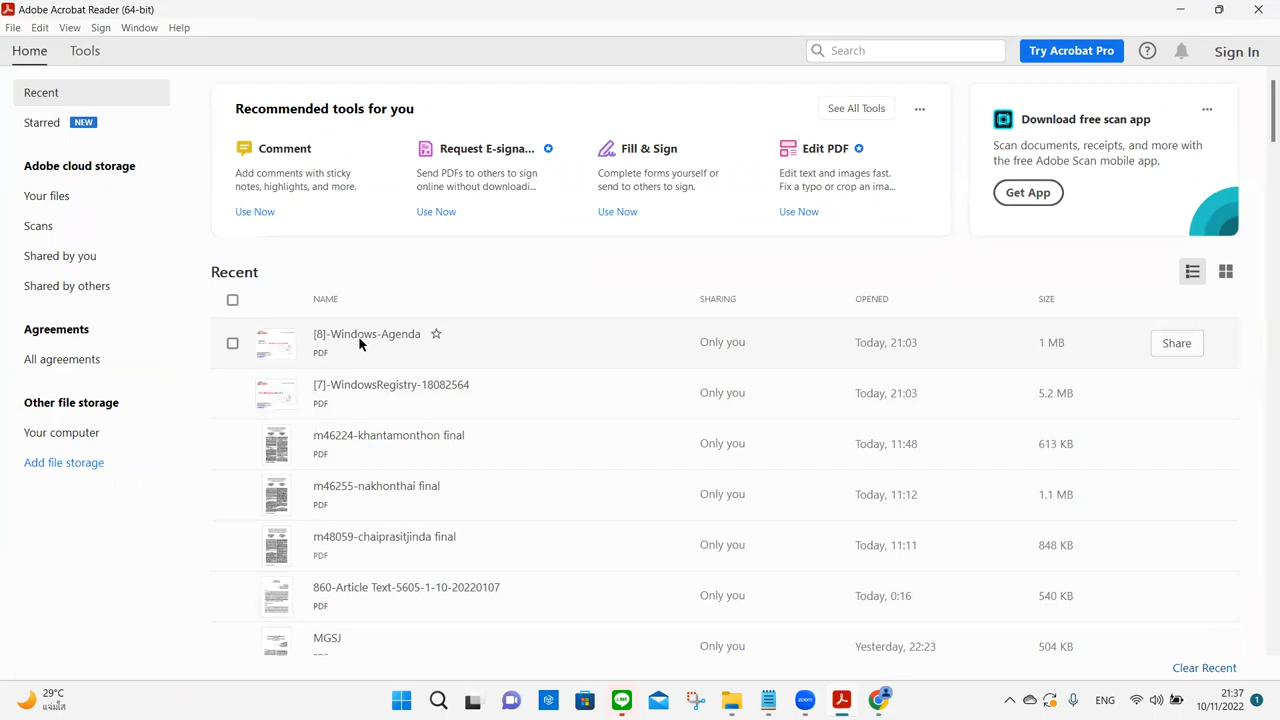 Adobe Acrobat Reader (64-bit)
File Edit View Sign Window Help
Home Tools Search Try Acrobat Pro Sign In
Recent
Starred NEW
Adobe cloud storage
Your files
Scans
Shared by you
Shared by others
Agreements
All agreements
Other file storage
Your computer
Add file storage
Recommended tools for you See All Tools
Comment
Add comments with sticky
notes, highlights, and more.
Use Now
Request E-signa...
Send PDFs to others to sign
online without downloadi...
Use Now
Fill & Sign
Complete forms yourself or
send to others to sign.
Use Now
Edit PDF
Edit text and images fast.
Fix a typo or crop an ima...
Use Now
Download free scan app
Scan documents, receipts, and more with
the free Adobe Scan mobile app.
Get App
Recent
NAME SHARING OPENED SIZE
[8]-Windows-Agenda Only you Today, 21:03 1 MB Share
PDF
[7]-WindowsRegistry-18002564 Only you Today, 21:03 5.2 MB
PDF
m46224-khantamonthon final Only you Today, 11:48 613 KB
PDF
m46255-nakhonthai final Only you Today, 11:12 1.1 MB
PDF
m48059-chaiprasitjinda final Only you Today, 11:11 848 KB
PDF
860-Article Text-5605-1-10-20220107 Only you Today, 0:16 540 KB
PDF
MGSJ Only you Yesterday, 22:23 504 KB
PDF
Clear Recent
29°C
ENG
21:37
10/11/2022
1